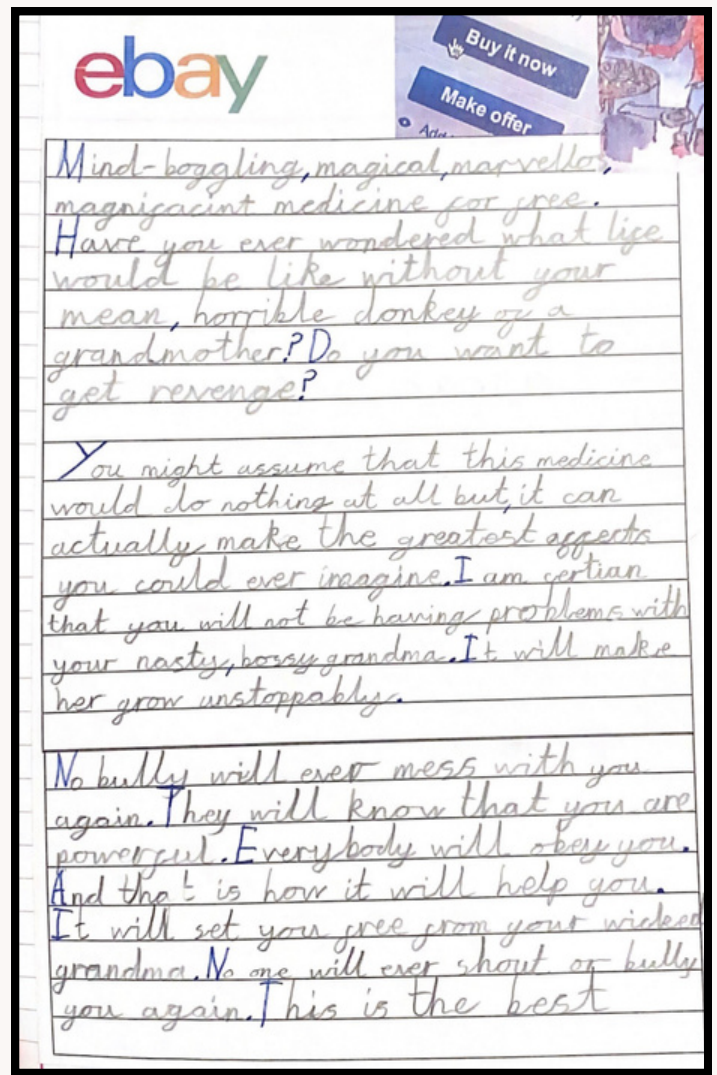 ebay
Buy it now
Make offer
Add
Mind-boggling, magical, marvellos,
magnifacint medicine for free.
Have you ever wondered what life
would be like without your
mean, horrible donkey of a
grandmother? Do you want to
get revenge?
You might assume that this medicine
would do nothing at all but, it can
actually make the greatest affects
you could ever imagine. I am certian
that you will not be having problems with
your nasty, bossy grandma. It will make
her grow unstoppably.
No bully will ever mess with you
again. They will know that you are
powerful. Everybody will obey you.
And that is how it will help you.
It will set you free from your wicked
grandma. No one will ever shout or bully
you again. This is the best